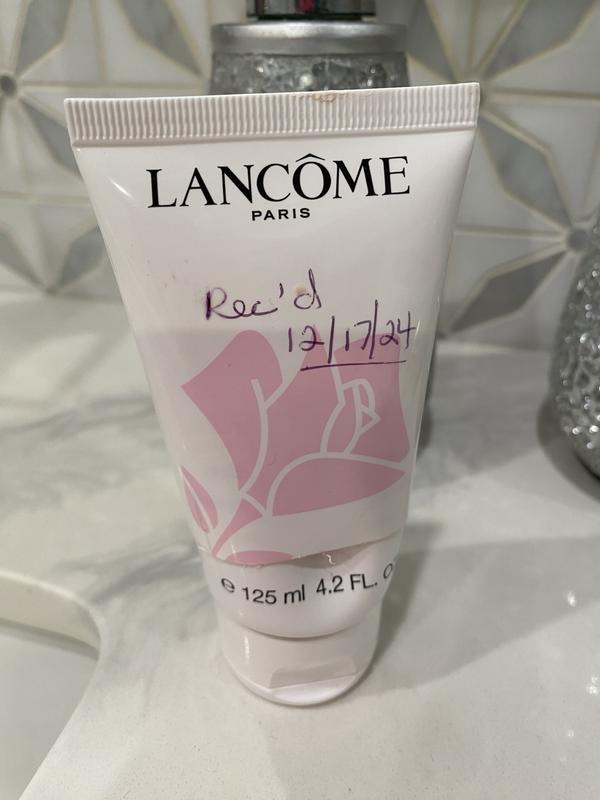 LANCÔME
PARIS
Rec'd
12/17/24
e 125 ml 4.2 FL. O